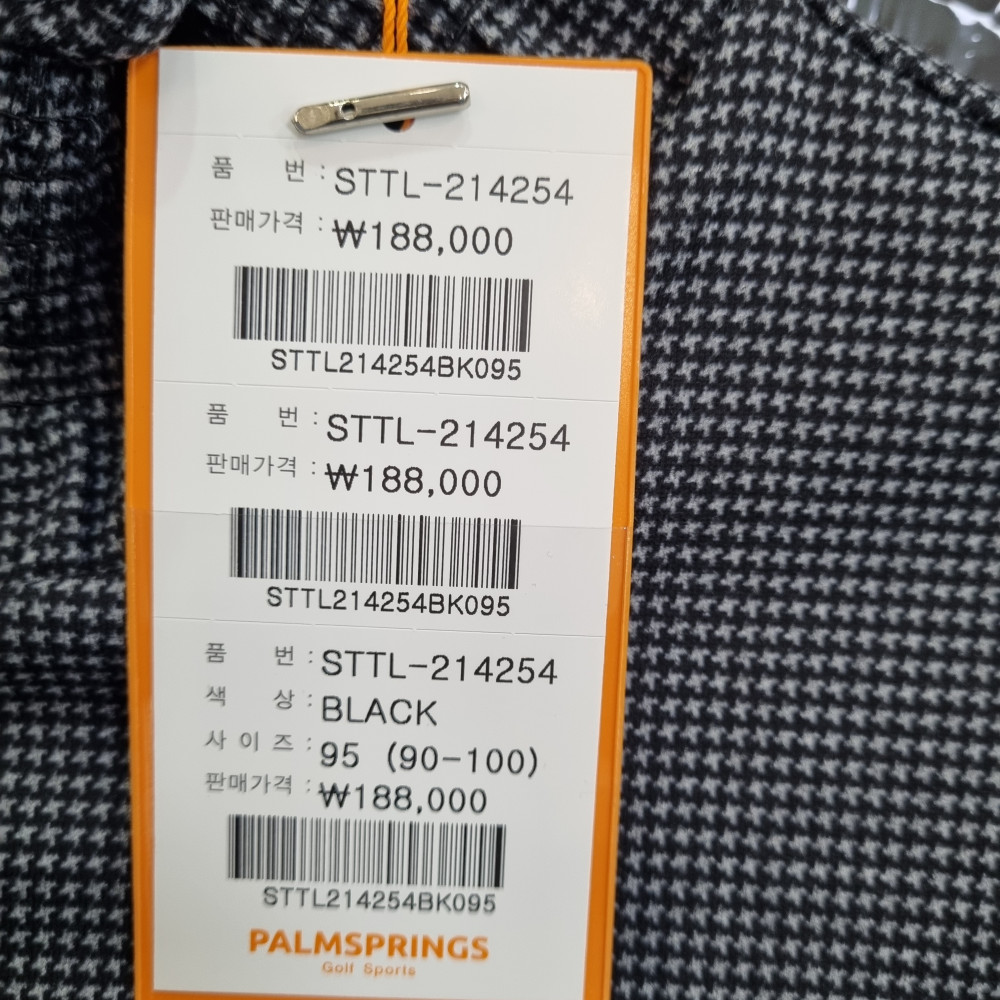 품 번 : STTL-214254
판매가격 : ₩188,000
STTL214254BK095
품 번 : STTL-214254
판매가격 : ₩188,000
STTL214254BK095
품 번 : STTL-214254
색 상 : BLACK
사 이 즈 : 95 (90-100)
판매가격 : ₩188,000
STTL214254BK095
PALMSPRINGS
Golf Sports